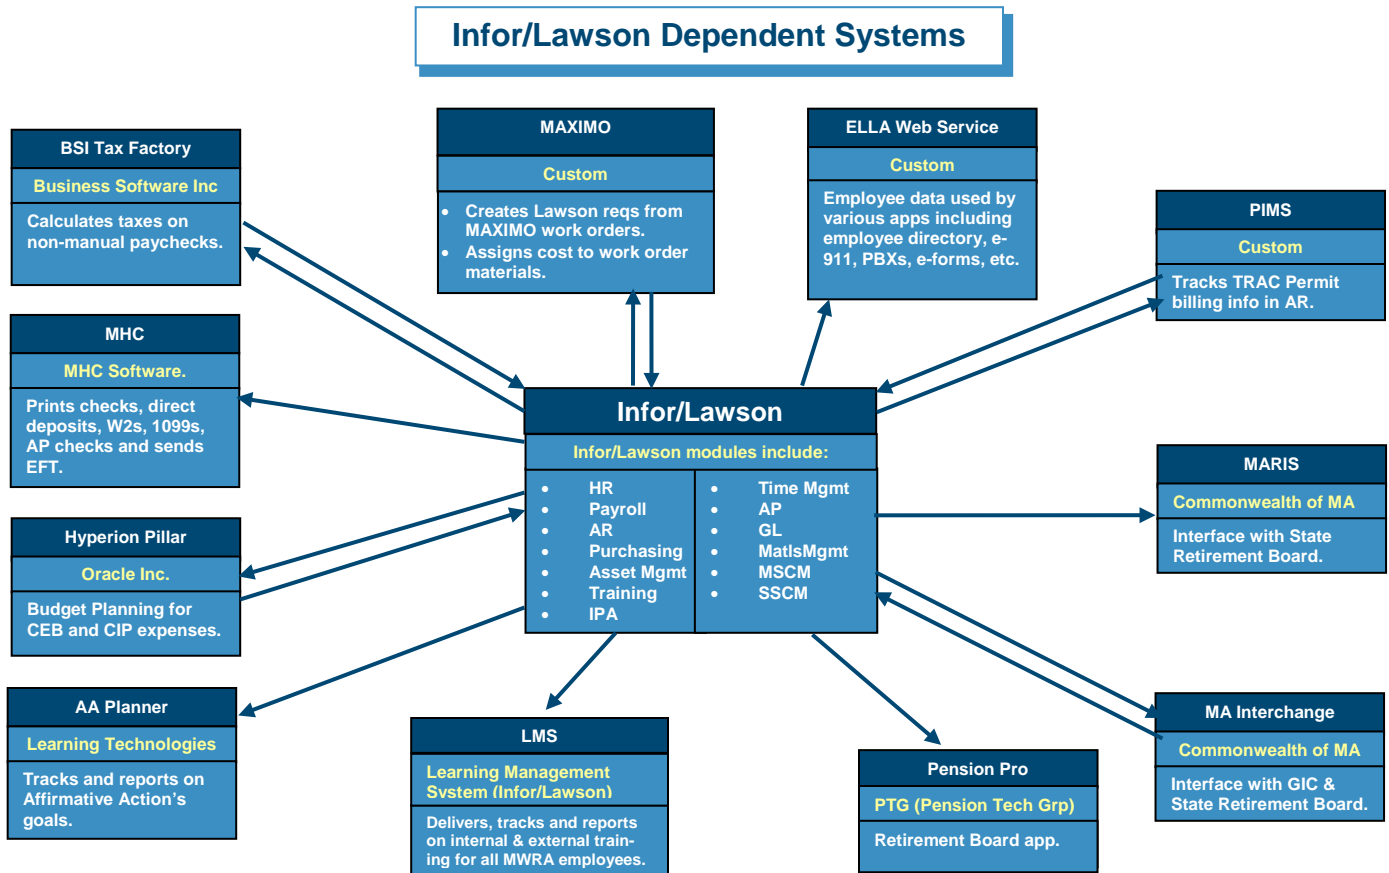 Infor/Lawson Dependent Systems
BSI Tax Factory
Business Software Inc
Calculates taxes on
non-manual paychecks.
MAXIMO
Custom
• Creates Lawson reqs from
MAXIMO work orders.
• Assigns cost to work order
materials.
ELLA Web Service
Custom
Employee data used by
various apps including
employee directory, e-
911, PBXs, e-forms, etc.
PIMS
Custom
Tracks TRAC Permit
billing info in AR.
MHC
MHC Software.
Prints checks, direct
deposits, W2s, 1099s,
AP checks and sends
EFT.
Infor/Lawson
Infor/Lawson modules include:
• HR
• Payroll
• AR
• Purchasing
• Asset Mgmt
• Training
• IPA
• Time Mgmt
• AP
• GL
• MatlsMgmt
• MSCM
• SSCM
MARIS
Commonwealth of MA
Interface with State
Retirement Board.
Hyperion Pillar
Oracle Inc.
Budget Planning for
CEB and CIP expenses.
AA Planner
Learning Technologies
Tracks and reports on
Affirmative Action's
goals.
LMS
Learning Management
System (Infor/Lawson)
Delivers, tracks and reports
on internal & external train-
ing for all MWRA employees.
Pension Pro
PTG (Pension Tech Grp)
Retirement Board app.
MA Interchange
Commonwealth of MA
Interface with GIC &
State Retirement Board.